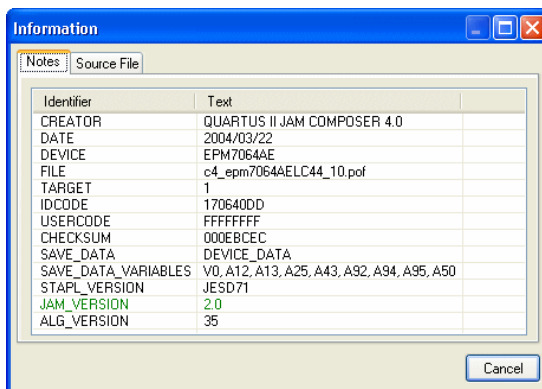 Information
Notes Source File
Identifier Text
CREATOR QUARTUS II JAM COMPOSER 4.0
DATE 2004/03/22
DEVICE EPM7064AE
FILE c4_epm7064AELC44_10.pof
TARGET 1
IDCODE 170640DD
USERCODE FFFFFFFF
CHECKSUM 000EBCEC
SAVE_DATA DEVICE_DATA
SAVE_DATA_VARIABLES V0, A12, A13, A25, A43, A92, A94, A95, A50
STAPL_VERSION JESD71
JAM_VERSION 2.0
ALG_VERSION 35
Cancel